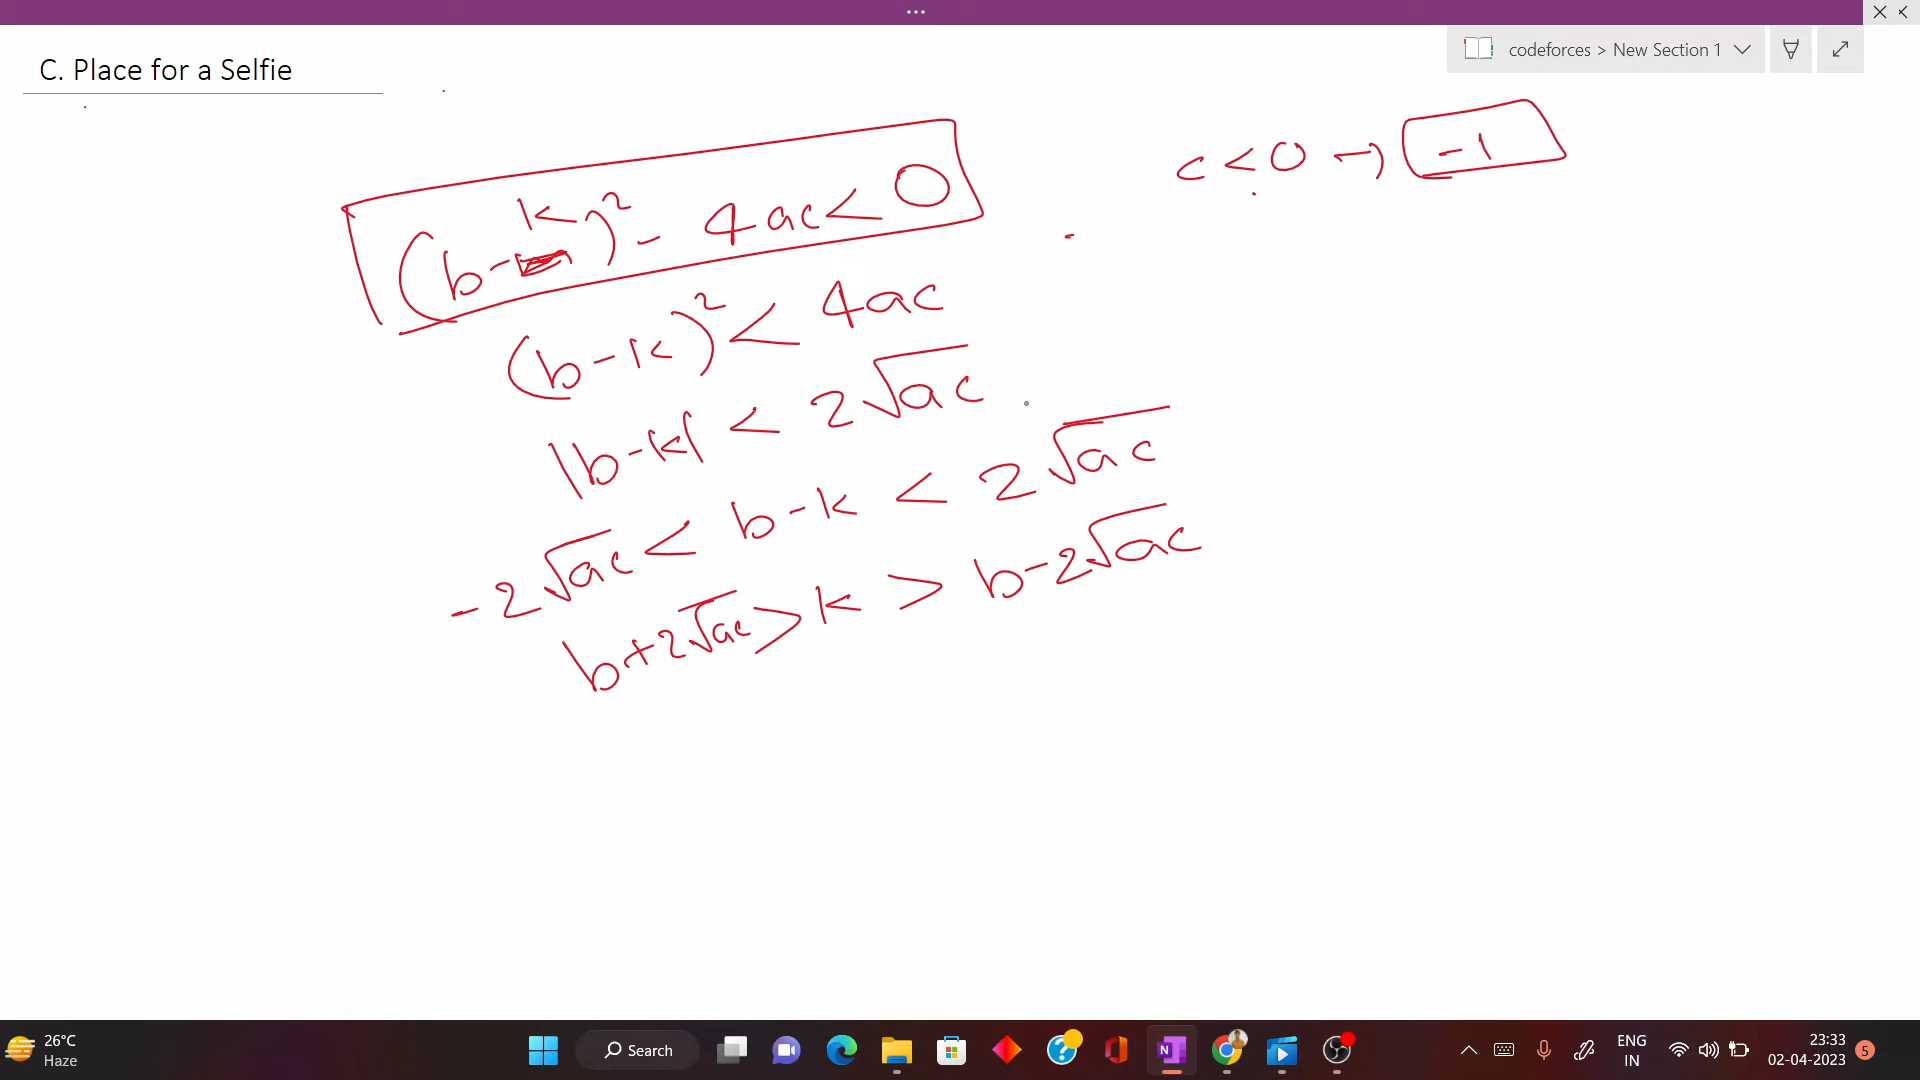 codeforces > New Section 1
C. Place for a Selfie
c < 0 → -1
(b - k)² - 4ac < 0
(b - k)² < 4ac
|b - k| < 2√ac
-2√ac < b - k < 2√ac
b + 2√ac > k > b - 2√ac
26°C
Haze
Search
ENG
IN
23:33
02-04-2023
5